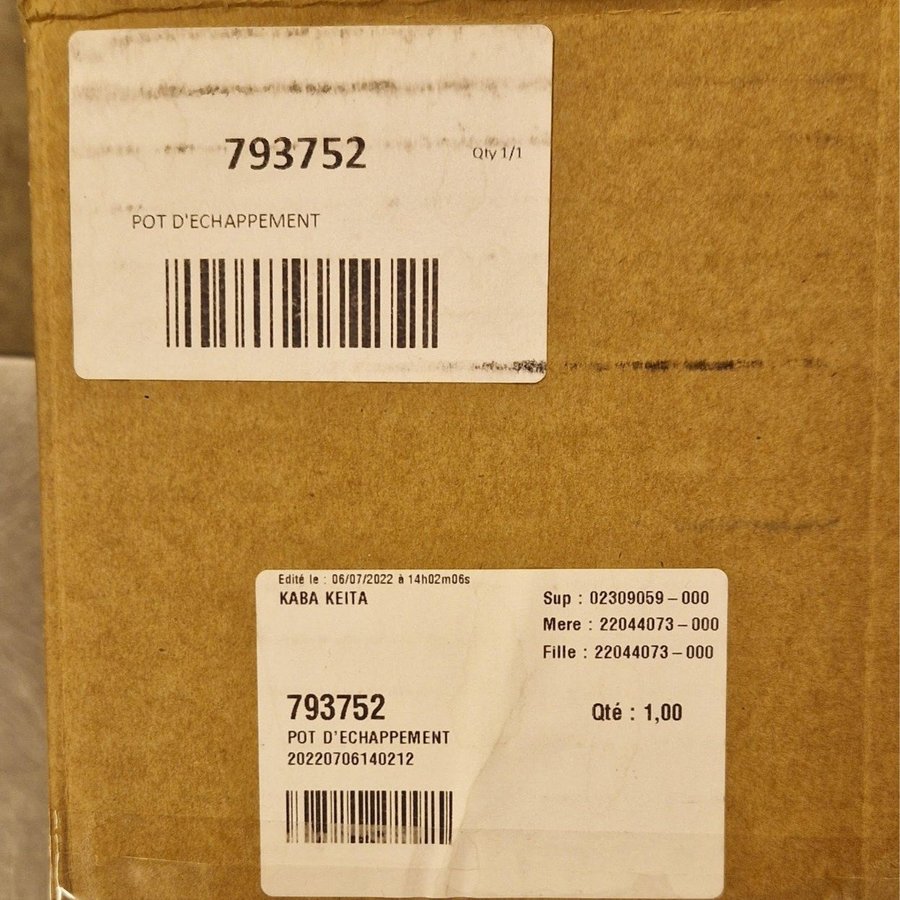 793752
Qty 1/1
POT D'ECHAPPEMENT
Edité le : 06/07/2022 à 14h02m06s
KABA KEITA
Sup : 02309059-000
Mere : 22044073-000
Fille : 22044073-000
793752
Qté : 1,00
POT D'ECHAPPEMENT
20220706140212